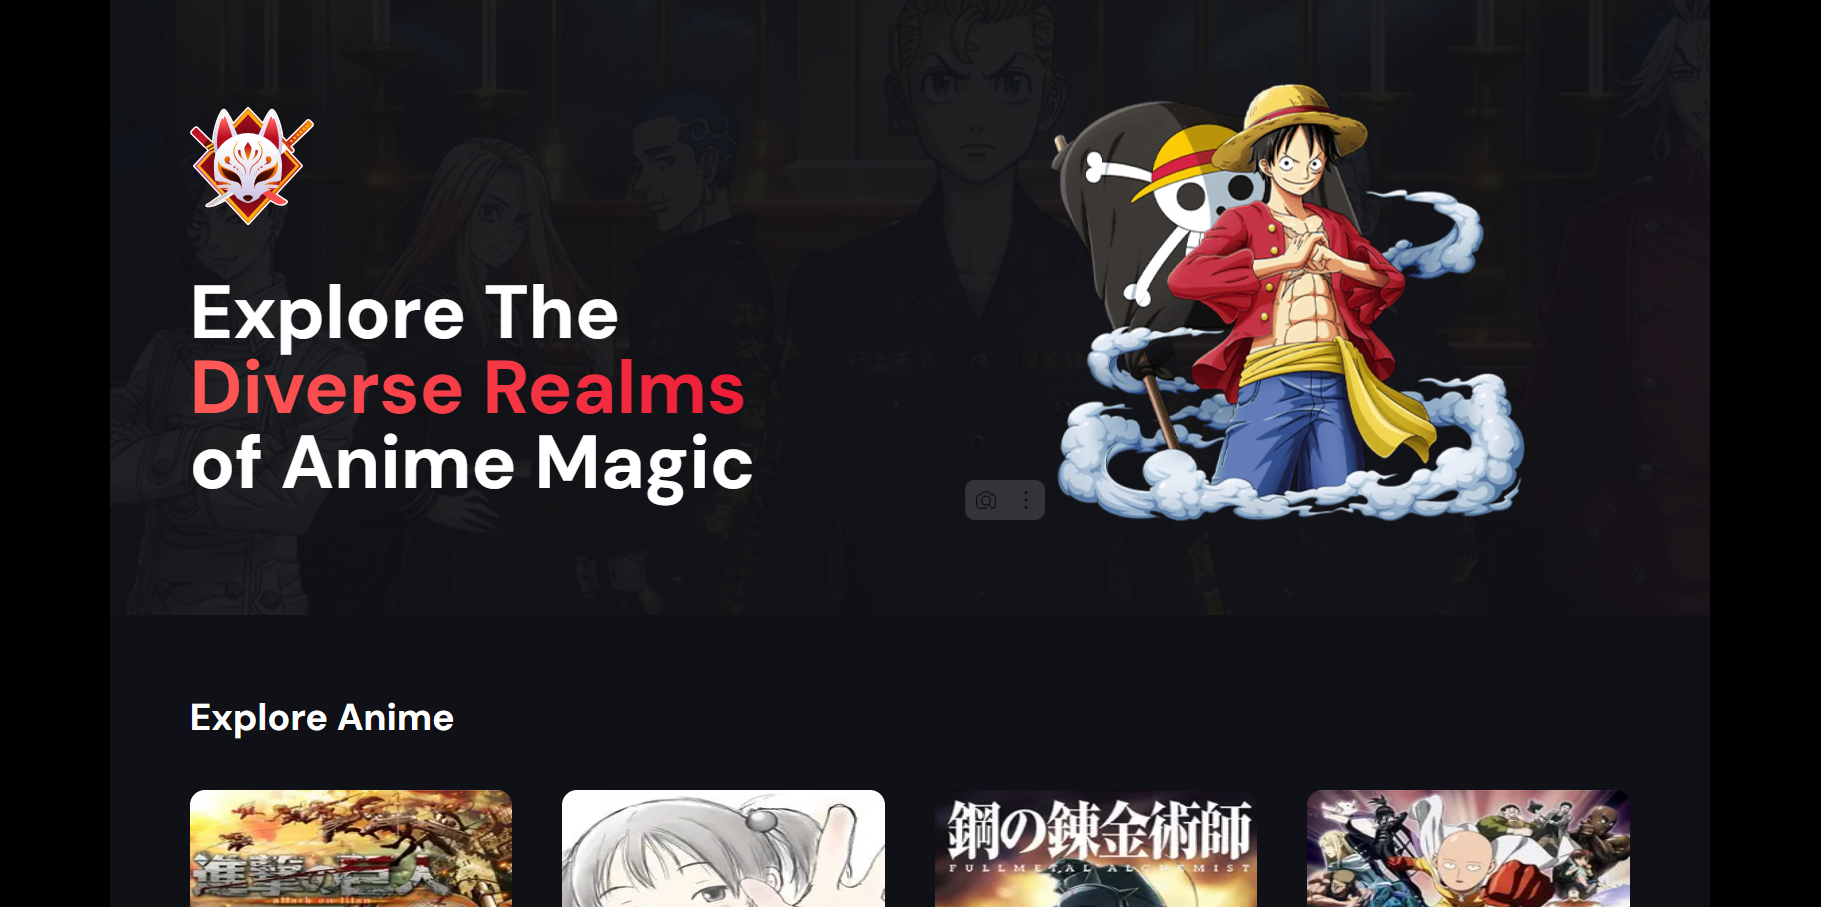 Explore The
Diverse Realms
of Anime Magic
Explore Anime
進撃の巨人
attack on titan
鋼の錬金術師
FULLMETAL ALCHEMIST